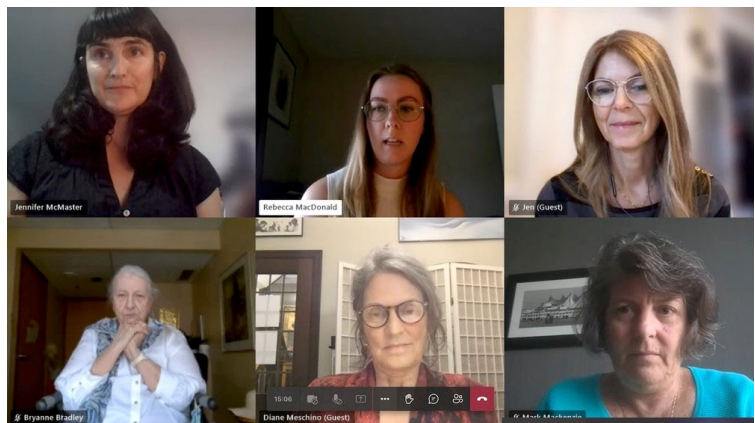 Jennifer McMaster
Rebecca MacDonald
Jen (Guest)
Bryanne Bradley
15:06
Diane Meschino (Guest)
Mark Mackenzie